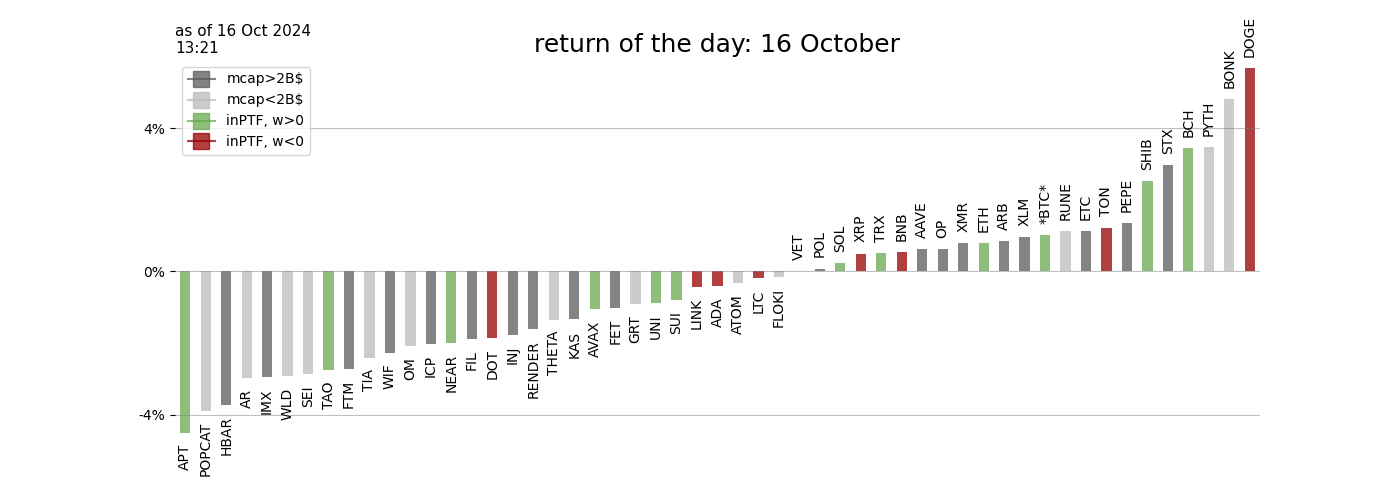 as of 16 Oct 2024
13:21
return of the day: 16 October
mcap>2B$
mcap<2B$
inPTF, w>0
inPTF, w<0
4%
0%
-4%
APT
POPCAT
HBAR
AR
IMX
WLD
SEI
TAO
FTM
TIA
WIF
OM
ICP
NEAR
FIL
DOT
INJ
RENDER
THETA
KAS
AVAX
FET
GRT
UNI
SUI
LINK
ADA
ATOM
LTC
FLOKI
VET
POL
SOL
XRP
TRX
BNB
AAVE
OP
XMR
ETH
ARB
XLM
*BTC*
RUNE
ETC
TON
PEPE
SHIB
STX
BCH
PYTH
BONK
DOGE